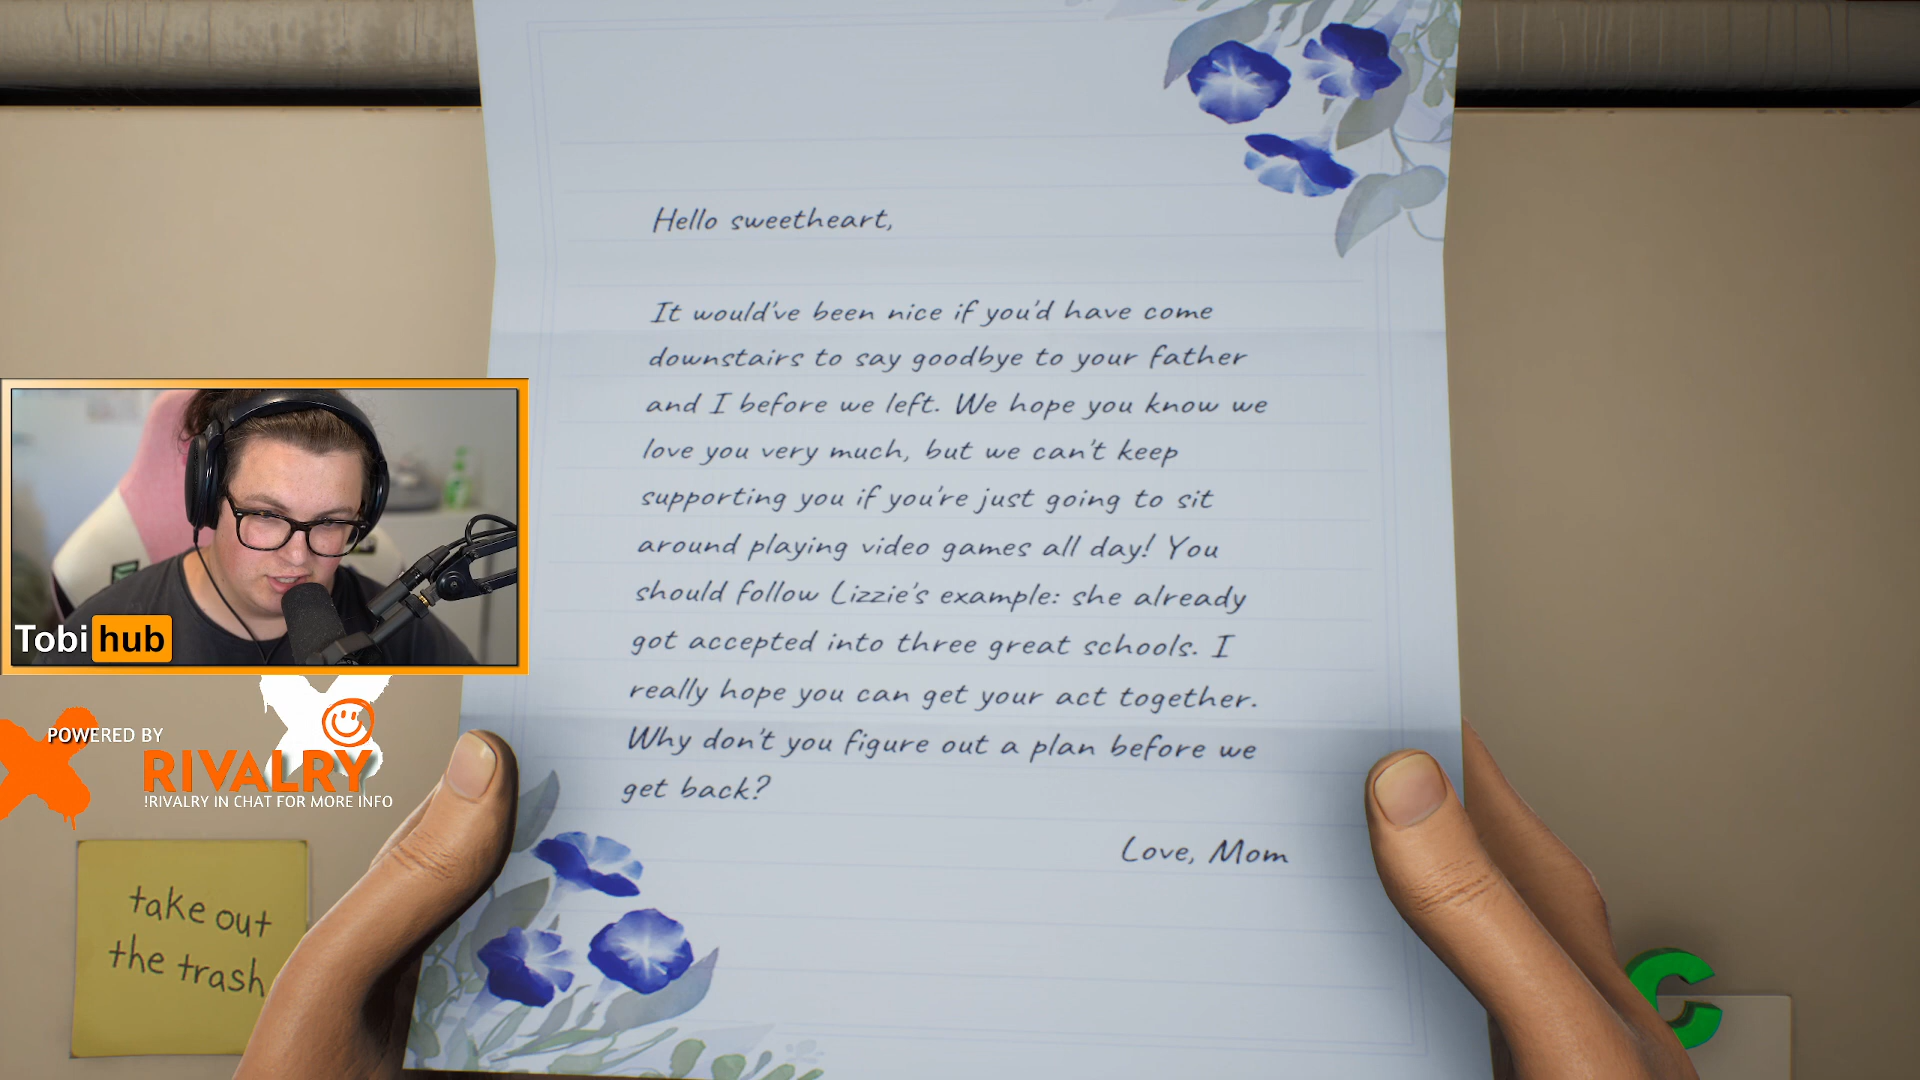 Hello sweetheart,
It would've been nice if you'd have come
downstairs to say goodbye to your father
and I before we left. We hope you know we
love you very much, but we can't keep
supporting you if you're just going to sit
around playing video games all day! You
should follow Lizzie's example: she already
got accepted into three great schools. I
really hope you can get your act together.
Why don't you figure out a plan before we
get back?
Love, Mom
Tobi hub
POWERED BY
RIVALRY
!RIVALRY IN CHAT FOR MORE INFO
take out
the trash
C